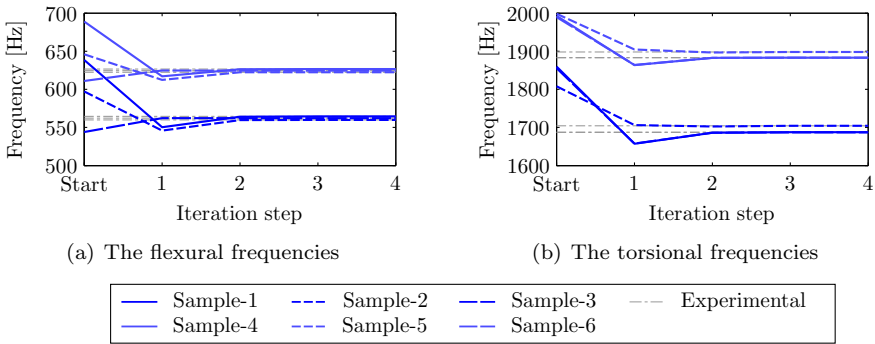 Frequency [Hz]
700
650
600
550
500
Start 1 2 3 4
Iteration step
(a) The flexural frequencies
Frequency [Hz]
2000
1900
1800
1700
1600
Start 1 2 3 4
Iteration step
(b) The torsional frequencies
Sample-1 Sample-2 Sample-3 Experimental
Sample-4 Sample-5 Sample-6